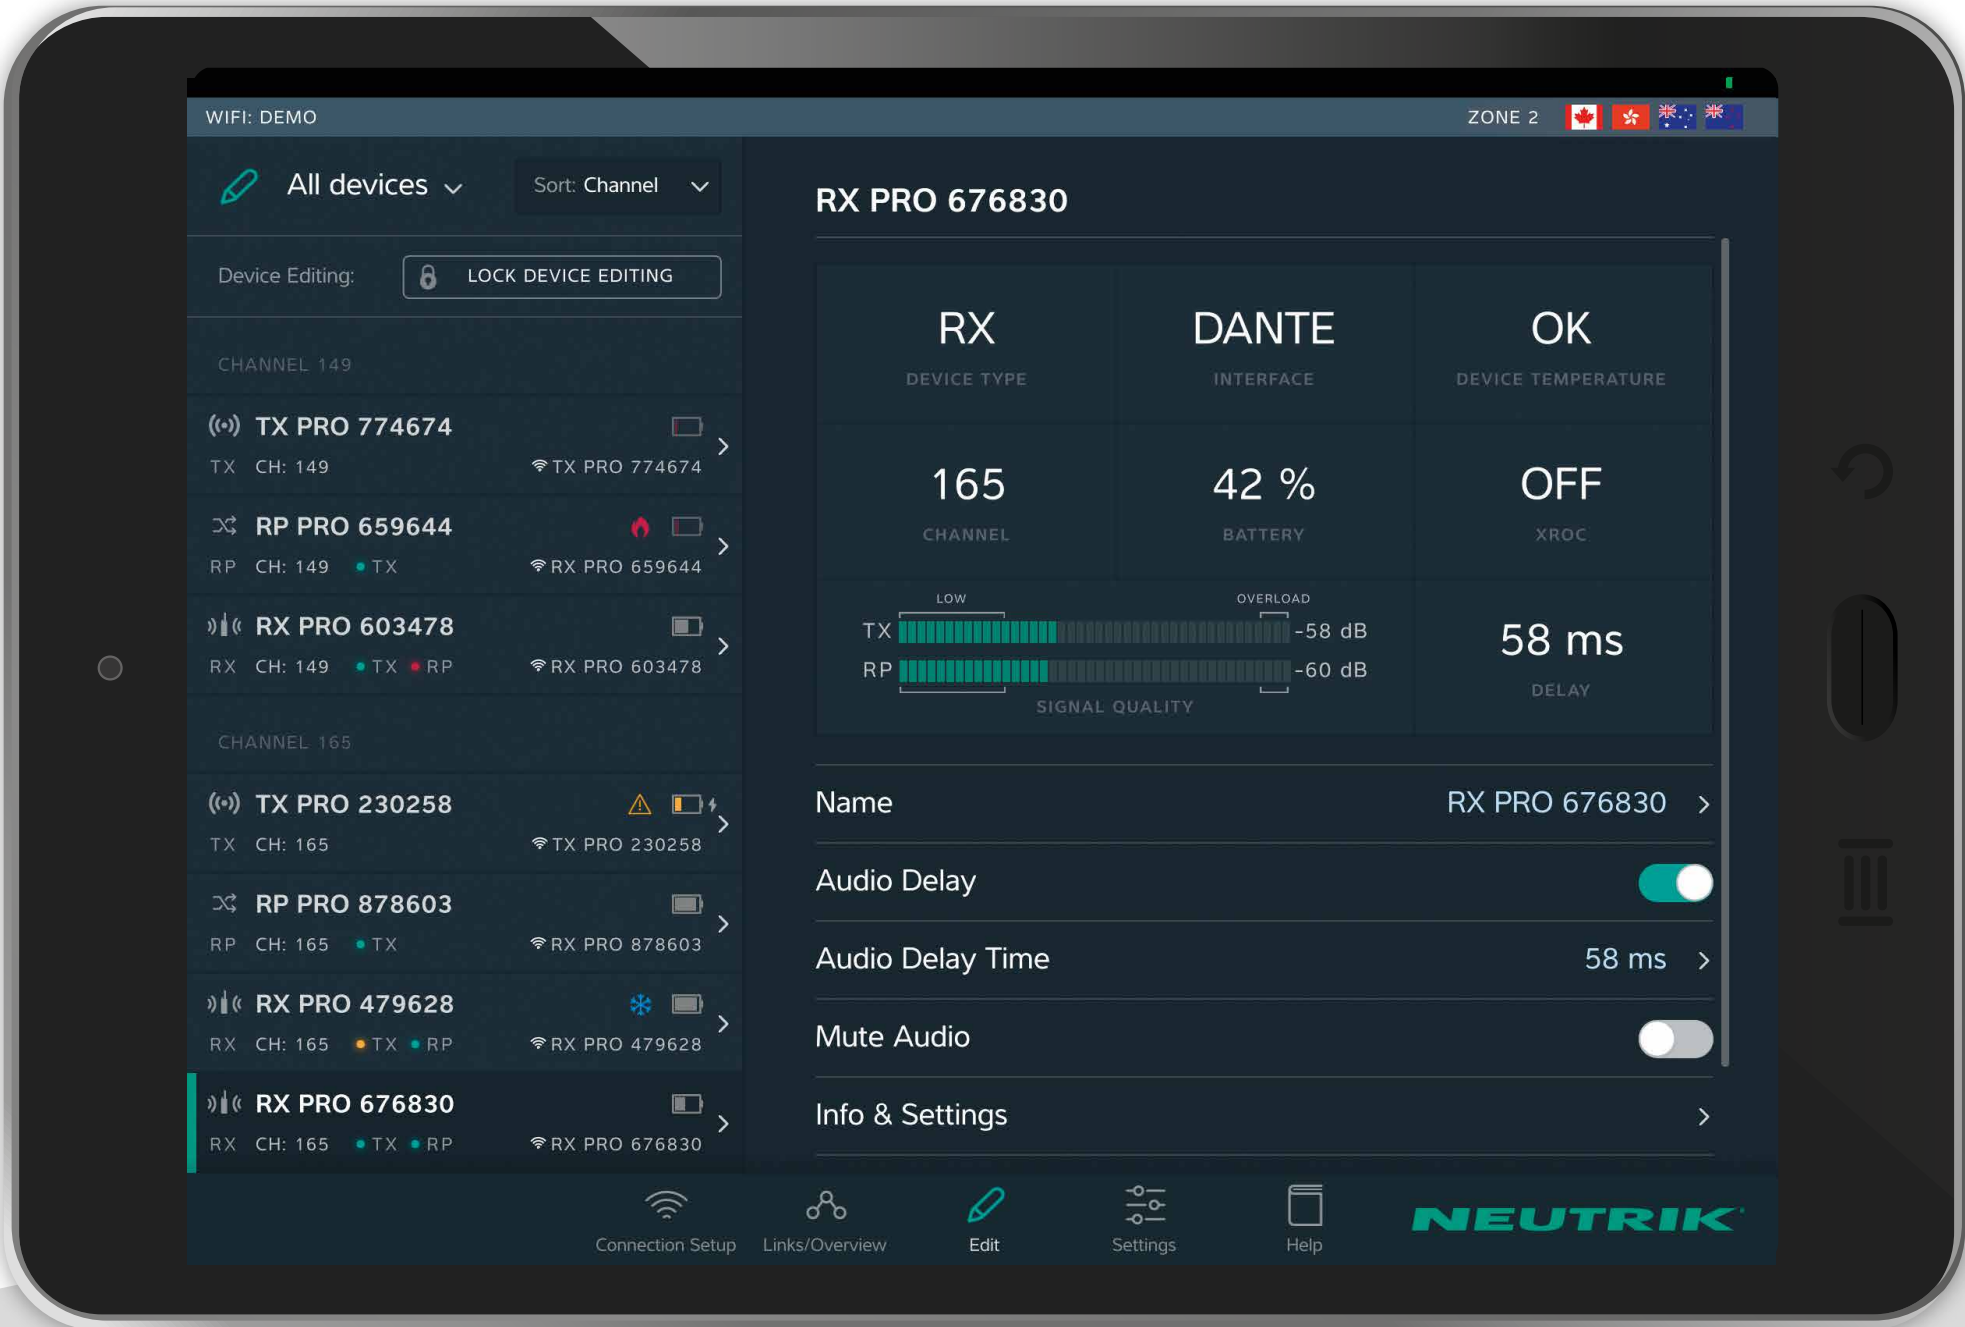 WIFI: DEMO
ZONE 2
All devices
Sort: Channel
Device Editing:
LOCK DEVICE EDITING
CHANNEL 149
TX PRO 774674
TX CH: 149
TX PRO 774674
RP PRO 659644
RP CH: 149 TX
RX PRO 659644
RX PRO 603478
RX CH: 149 TX RP
RX PRO 603478
CHANNEL 165
TX PRO 230258
TX CH: 165
TX PRO 230258
RP PRO 878603
RP CH: 165 TX
RX PRO 878603
RX PRO 479628
RX CH: 165 TX RP
RX PRO 479628
RX PRO 676830
RX CH: 165 TX RP
RX PRO 676830
RX PRO 676830
RX
DEVICE TYPE
DANTE
INTERFACE
OK
DEVICE TEMPERATURE
165
CHANNEL
42 %
BATTERY
OFF
XROC
LOW
OVERLOAD
TX -58 dB
RP -60 dB
SIGNAL QUALITY
58 ms
DELAY
Name
RX PRO 676830
Audio Delay
Audio Delay Time
58 ms
Mute Audio
Info & Settings
Connection Setup
Links/Overview
Edit
Settings
Help
NEUTRIK